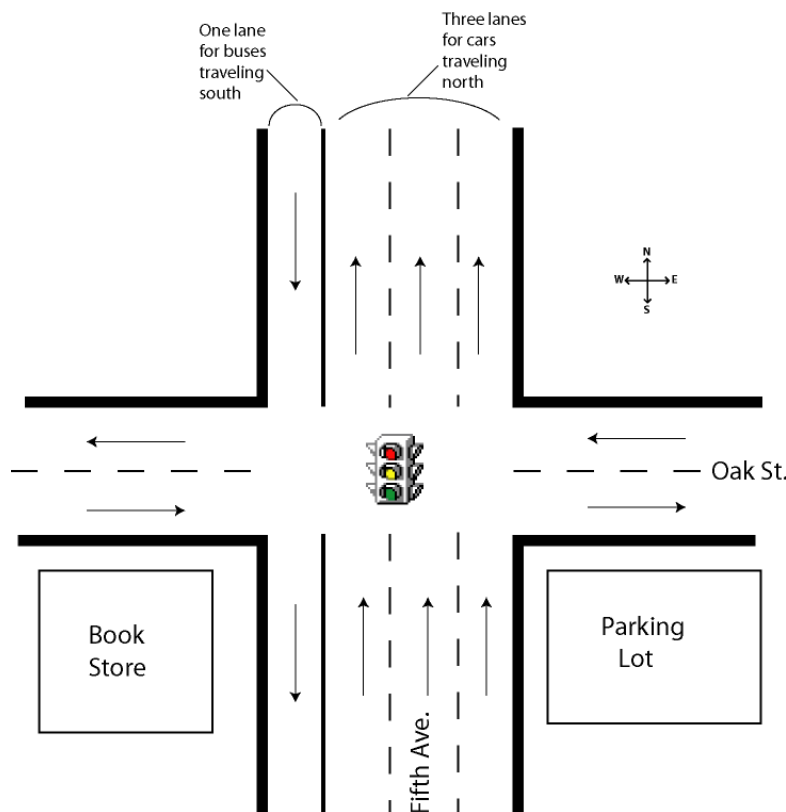 One lane
for buses
traveling
south
Three lanes
for cars
traveling
north
N
W E
S
Oak St.
Book
Store
Parking
Lot
Fifth Ave.